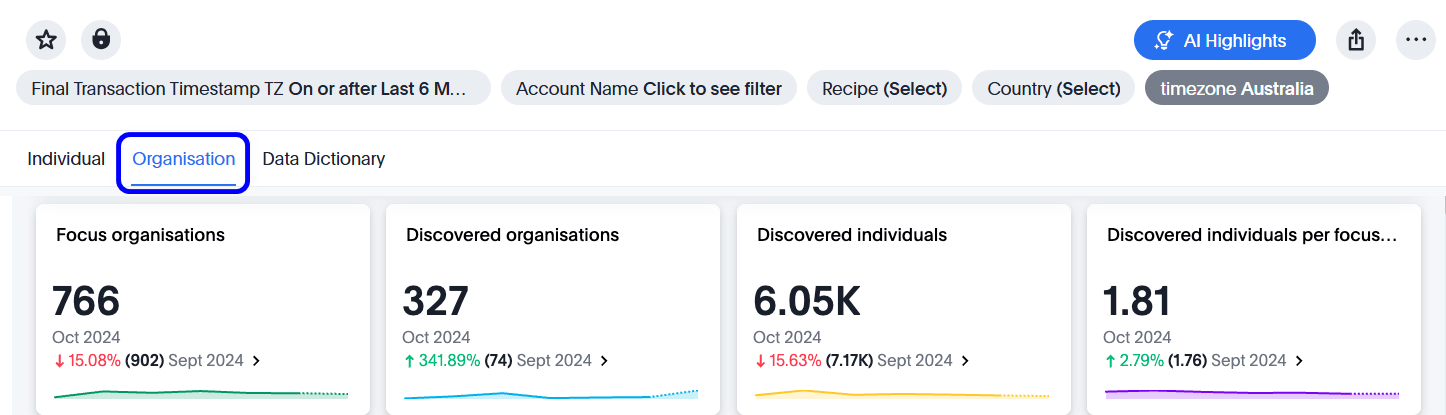 AI Highlights
Final Transaction Timestamp TZ On or after Last 6 M...
Account Name Click to see filter
Recipe (Select)
Country (Select)
timezone Australia
Individual
Organisation
Data Dictionary
Focus organisations
766
Oct 2024
↓ 15.08% (902) Sept 2024 >
Discovered organisations
327
Oct 2024
↑ 341.89% (74) Sept 2024 >
Discovered individuals
6.05K
Oct 2024
↓ 15.63% (7.17K) Sept 2024 >
Discovered individuals per focus...
1.81
Oct 2024
↑ 2.79% (1.76) Sept 2024 >